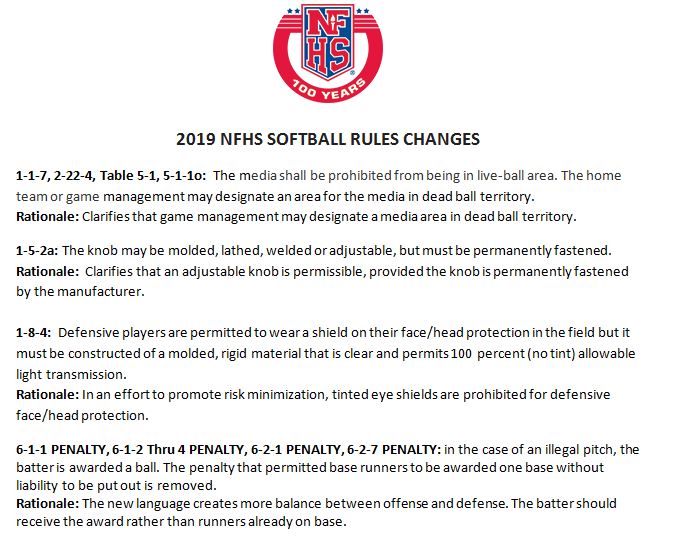 NF
HS
®
100 YEARS
2019 NFHS SOFTBALL RULES CHANGES
1-1-7, 2-22-4, Table 5-1, 5-1-1o: The media shall be prohibited from being in live-ball area. The home
team or game management may designate an area for the media in dead ball territory.
Rationale: Clarifies that game management may designate a media area in dead ball territory.
1-5-2a: The knob may be molded, lathed, welded or adjustable, but must be permanently fastened.
Rationale: Clarifies that an adjustable knob is permissible, provided the knob is permanently fastened
by the manufacturer.
1-8-4: Defensive players are permitted to wear a shield on their face/head protection in the field but it
must be constructed of a molded, rigid material that is clear and permits 100 percent (no tint) allowable
light transmission.
Rationale: In an effort to promote risk minimization, tinted eye shields are prohibited for defensive
face/head protection.
6-1-1 PENALTY, 6-1-2 Thru 4 PENALTY, 6-2-1 PENALTY, 6-2-7 PENALTY: in the case of an illegal pitch, the
batter is awarded a ball. The penalty that permitted base runners to be awarded one base without
liability to be put out is removed.
Rationale: The new language creates more balance between offense and defense. The batter should
receive the award rather than runners already on base.